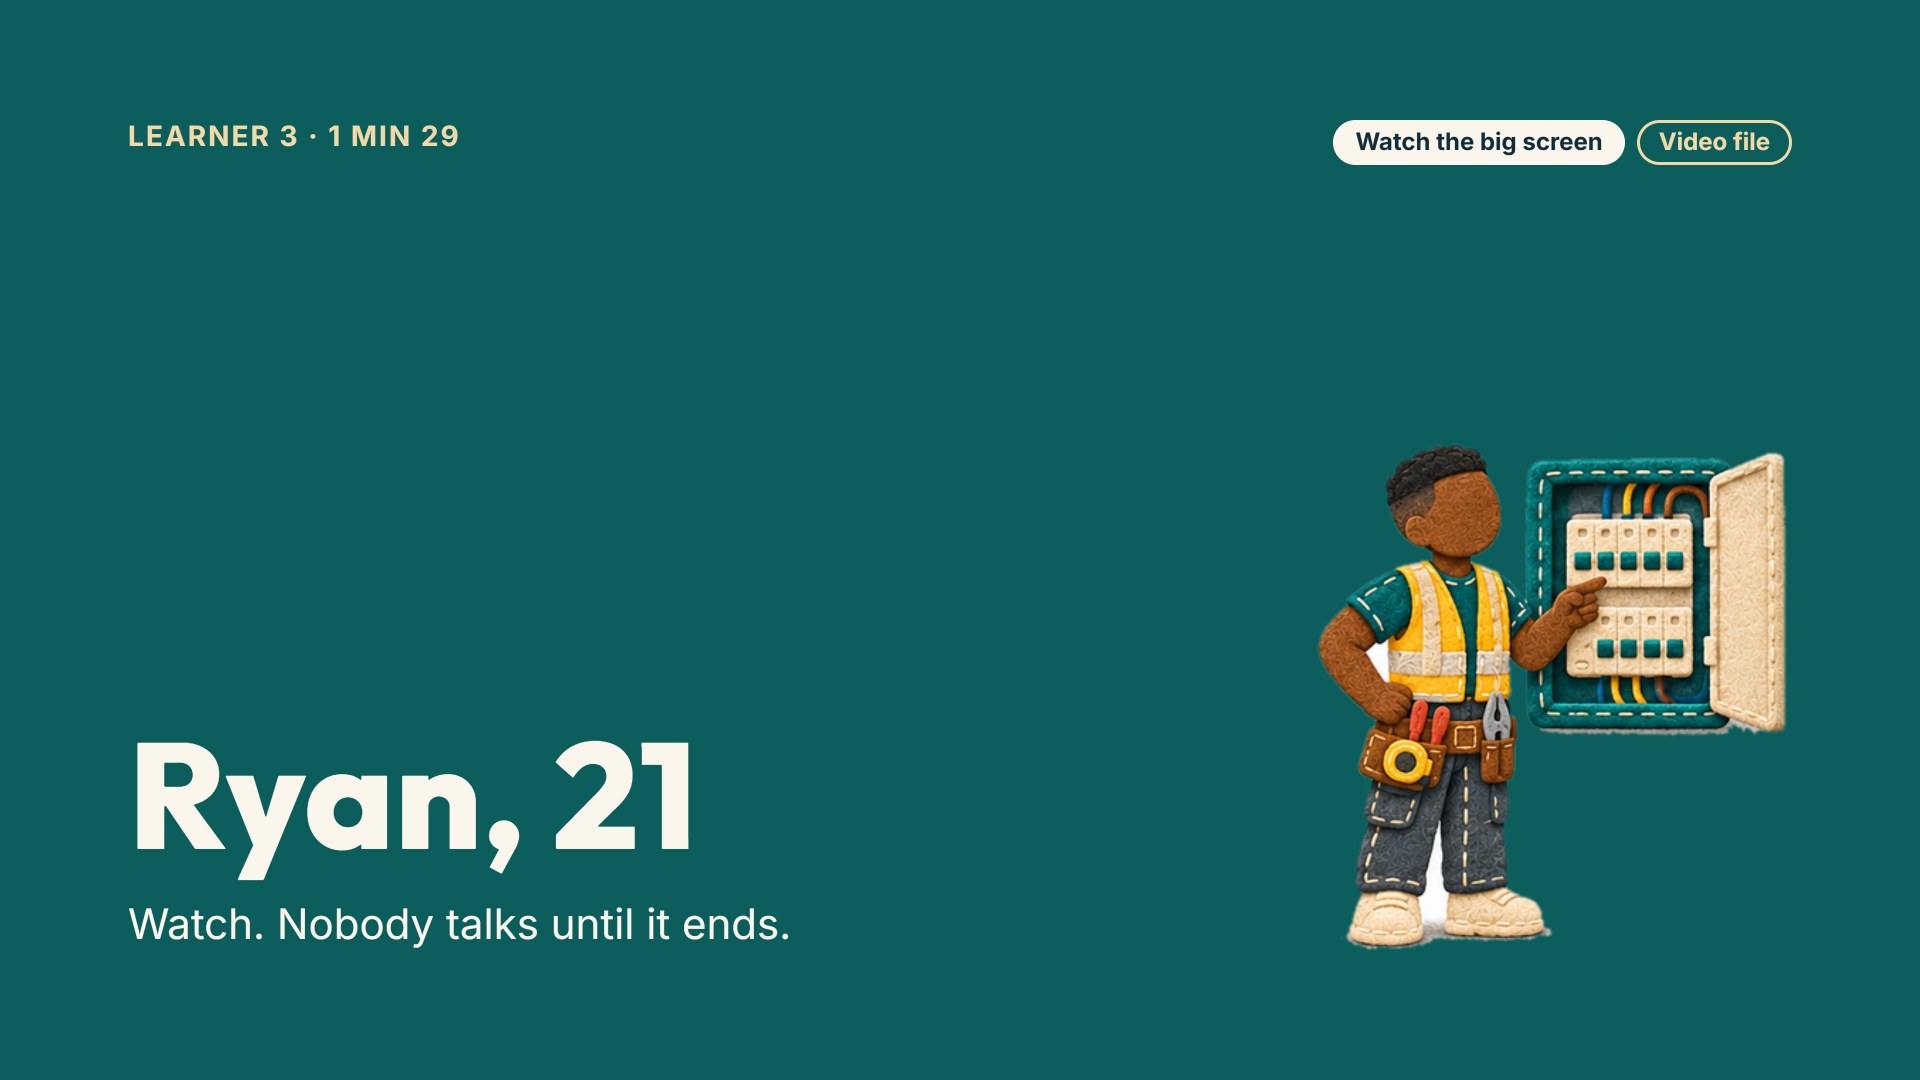 LEARNER 3 · 1 MIN 29
Watch the big screen
Video file
Ryan, 21
Watch. Nobody talks until it ends.